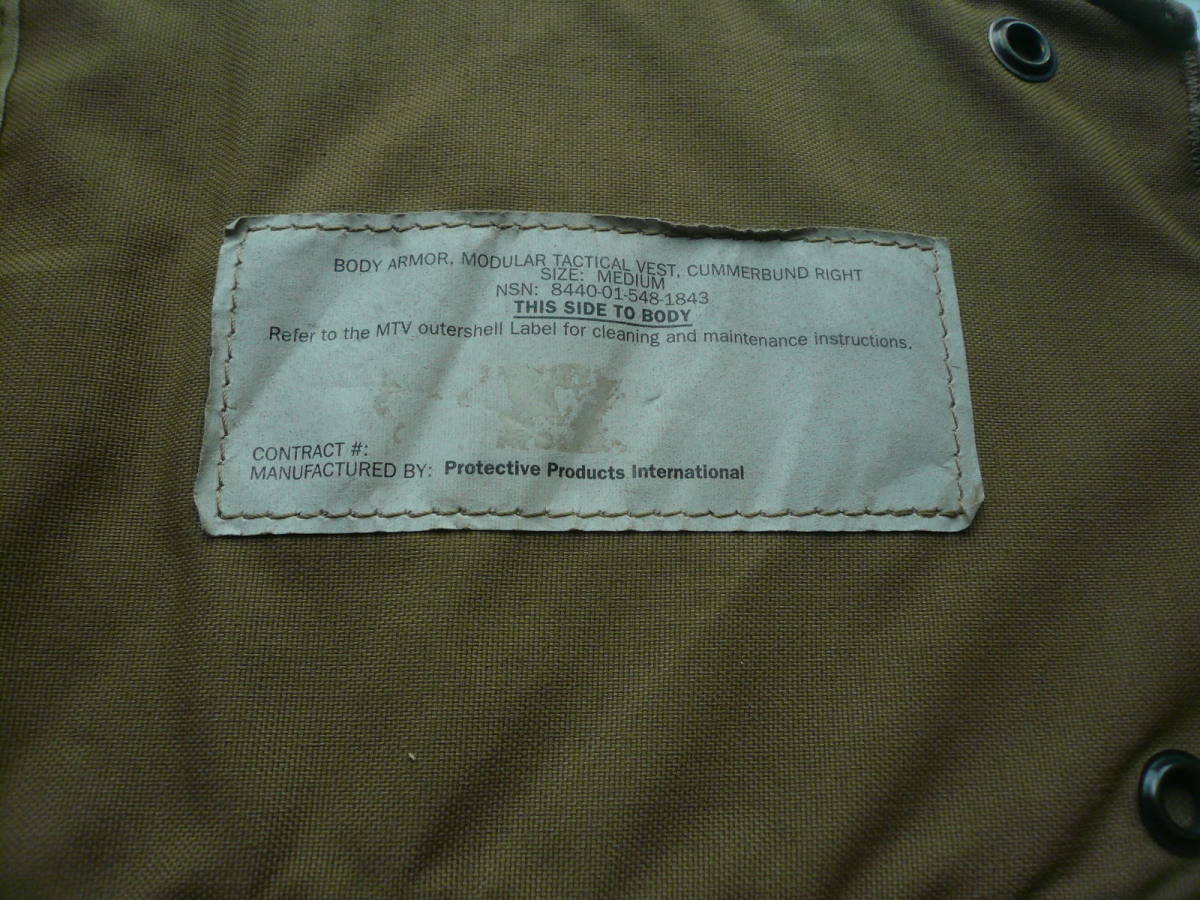 BODY ARMOR, MODULAR TACTICAL VEST, CUMMERBUND RIGHT
SIZE: MEDIUM
NSN: 8440-01-548-1843
THIS SIDE TO BODY
Refer to the MTV outershell Label for cleaning and maintenance instructions.
CONTRACT #:
MANUFACTURED BY: Protective Products International